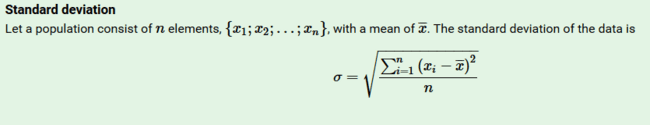 Standard deviation
Let a population consist of n elements, {x₁; x₂; . . . ; xₙ}, with a mean of x̅. The standard deviation of the data is
σ = √(∑ⁿᵢ₌₁ (xᵢ − x̅)² / n)